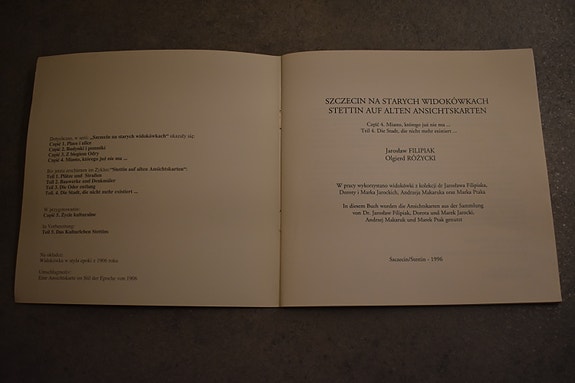 Dotychczas, w serii „Szczecin na starych widokówkach" ukazały się:
Część 1. Place i ulice
Część 2. Budynki i pomniki
Część 3. Z biegiem Odry
Część 4. Miasto, którego już nie ma ...
Bis jetzt erschienen im Zyklus "Stettin auf alten Ansichtskarten":
Teil 1. Plätze und Straßen
Teil 2. Bauwerke und Denkmäler
Teil 3. Die Oder entlang
Teil. 4. Die Stadt, die nicht mehr existiert ...
W przygotowaniu:
Część 5. Życie kulturalne
In Vorbereitung:
Teil 5. Das Kulturleben Stettins
Na okładce:
Widokówka w stylu epoki z 1906 roku
Umschlagmotiv:
Eine Ansichtskarte im Stil der Epoche von 1906
SZCZECIN NA STARYCH WIDOKÓWKACH
STETTIN AUF ALTEN ANSICHTSKARTEN
Część 4. Miasto, którego już nie ma ...
Teil 4. Die Stadt, die nicht mehr existiert ...
Jarosław FILIPIAK
Olgierd RÓŻYCKI
W pracy wykorzystano widokówki z kolekcji dr Jarosława Filipiaka,
Doroty i Marka Jarockich, Andrzeja Makaruka oraz Marka Ptaka.
In diesem Buch wurden die Ansichtskarten aus der Sammlung
von Dr. Jarosław Filipiak, Dorota und Marek Jarocki,
Andrzej Makaruk und Marek Ptak genutzt
Szczecin/Stettin - 1996